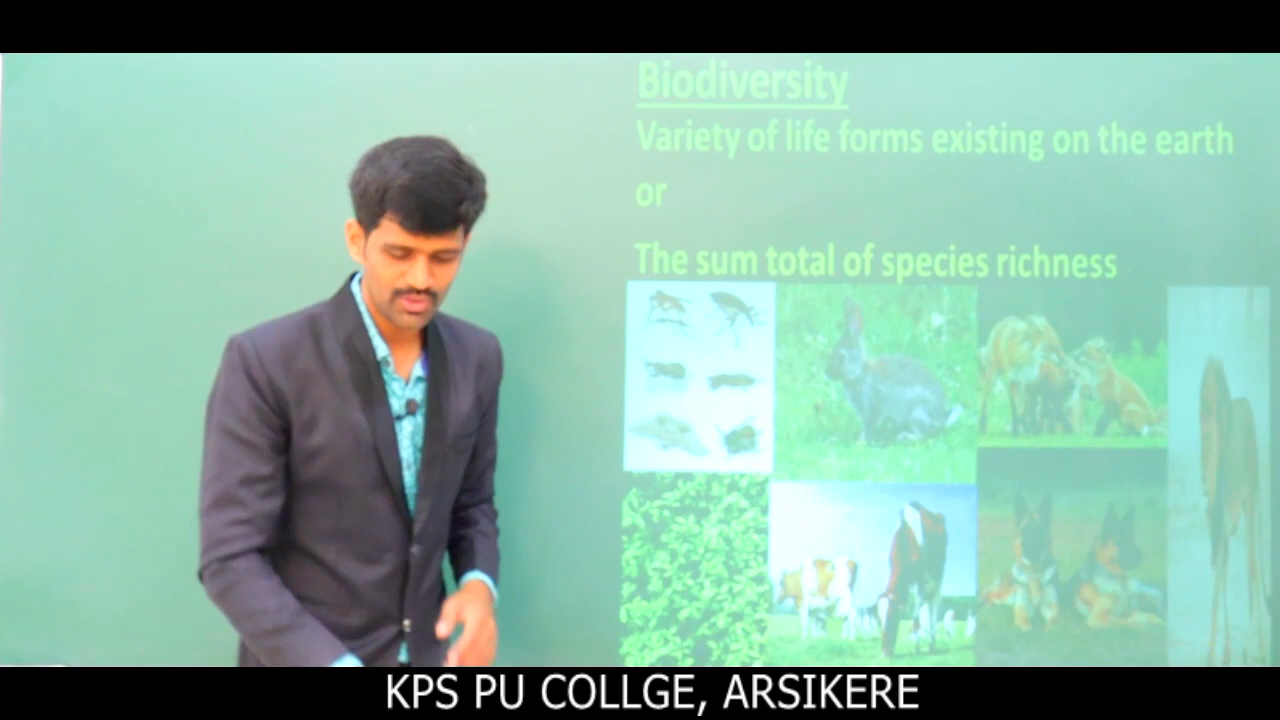 Biodiversity
Variety of life forms existing on the earth
or
The sum total of species richness
KPS PU COLLGE, ARSIKERE